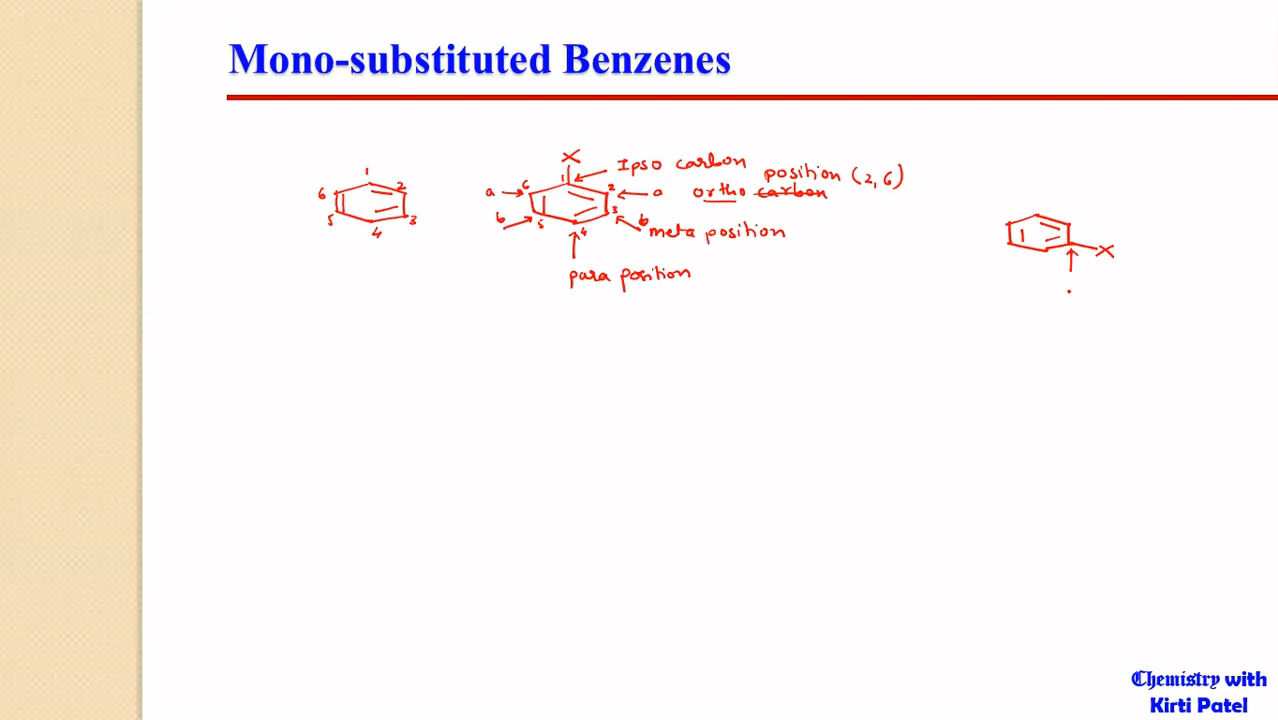 Mono-substituted Benzenes
X
1
6
2
5
3
4
1
6
2
5
3
4
Ipso carbon
position (2,6)
a
a
ortho carbon
b
b
meta position
para position
X
Chemistry with
Kirti Patel